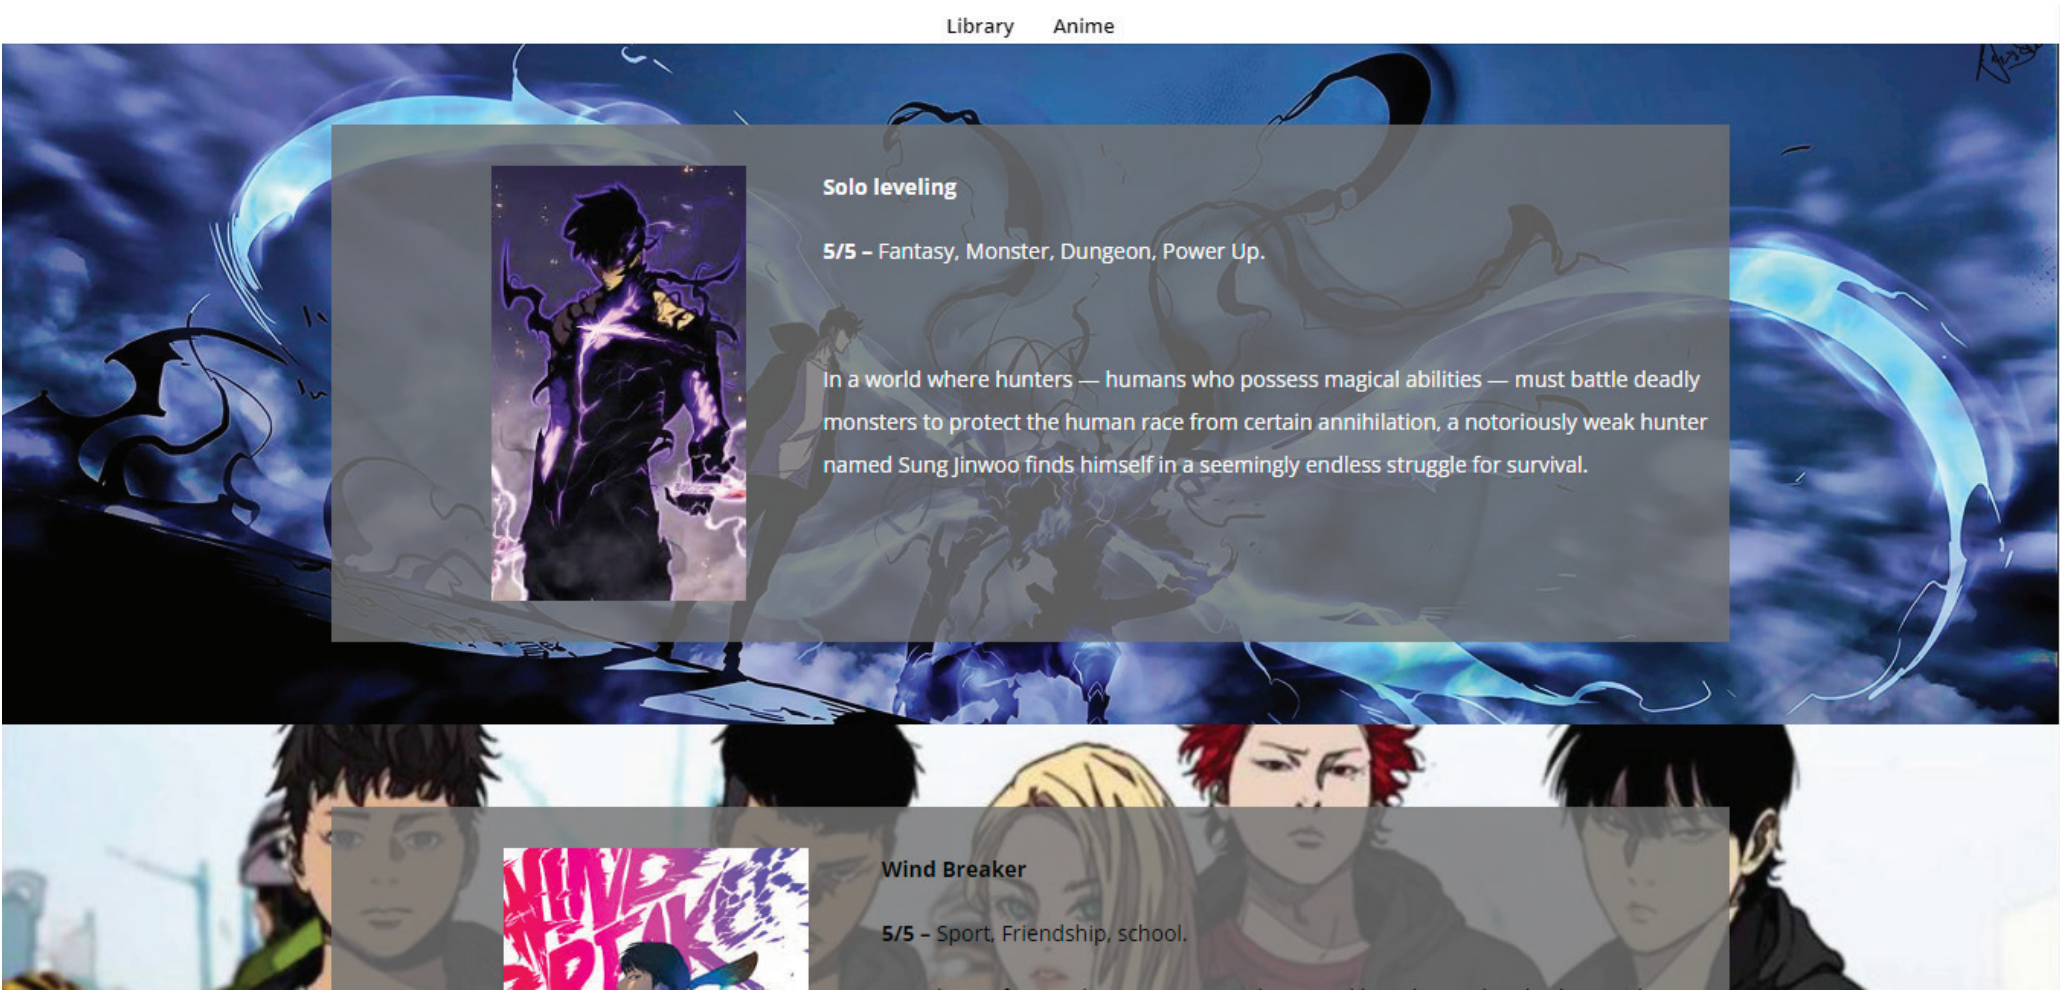 Library Anime
Solo leveling
5/5 – Fantasy, Monster, Dungeon, Power Up.
In a world where hunters — humans who possess magical abilities — must battle deadly
monsters to protect the human race from certain annihilation, a notoriously weak hunter
named Sung Jinwoo finds himself in a seemingly endless struggle for survival.
WIND
BREAKER
Wind Breaker
5/5 – Sport, Friendship, school.